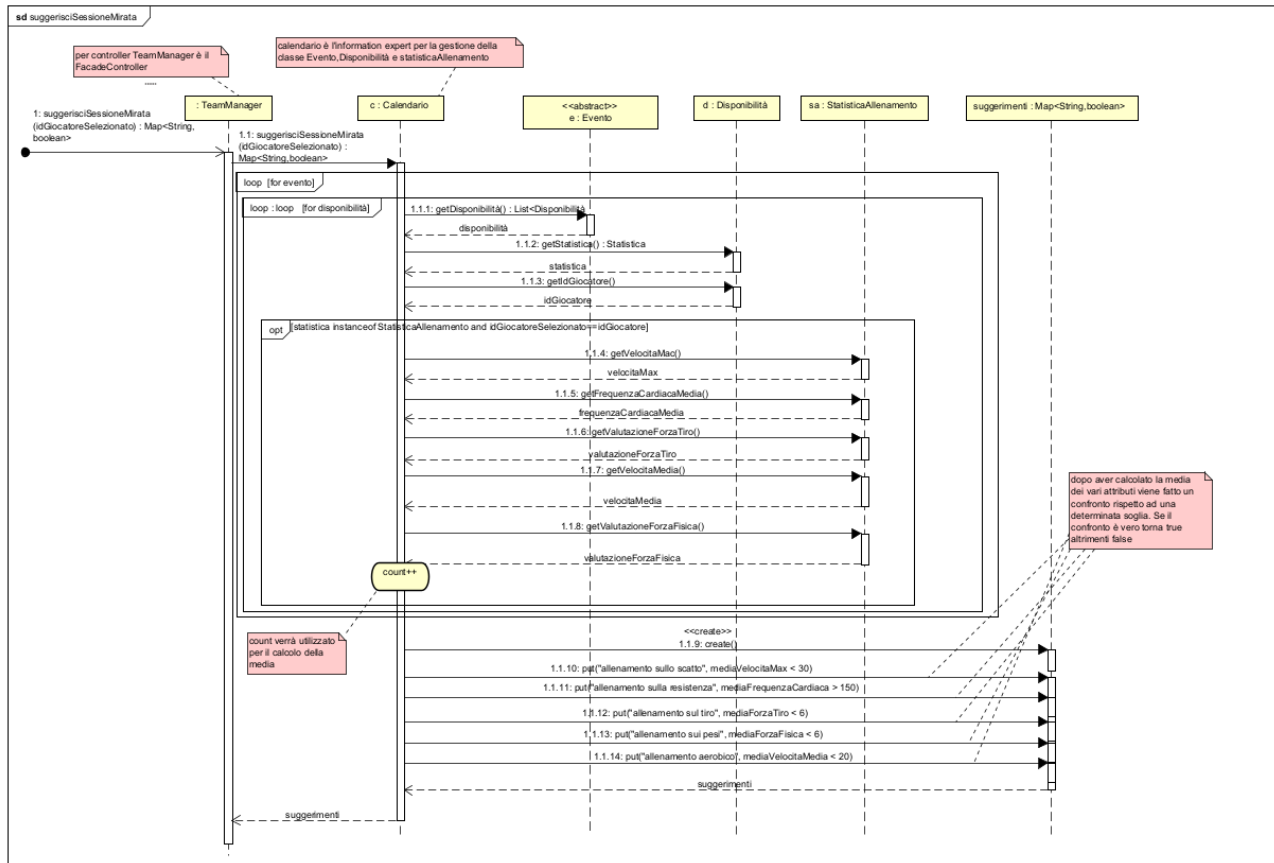 sd suggerisciSessioneMirata
per controller TeamManager è il
FacadeController
.....
calendario è l'Information expert per la gestione della
classe Evento,Disponibilità e statisticaAllenamento
: TeamManager
c : Calendario
<<abstract>>
e : Evento
d : Disponibilità
sa : StatisticaAllenamento
suggerimenti : Map<String,boolean>
1: suggerisciSessioneMirata
(idGiocatoreSelezionato) : Map<String,
boolean>
1.1: suggerisciSessioneMirata
(idGiocatoreSelezionato) :
Map<String,boolean>
loop [for evento]
loop : loop [for disponibilità]
1.1.1: getDisponibilità() : List<Disponibilità
disponibilità
1.1.2: getStatistica() : Statistica
statistica
1.1.3: getIdGiocatore()
idGiocatore
opt [statistica instanceof StatisticaAllenamento and idGiocatoreSelezionato==idGiocatore]
1.1.4: getVelocitaMac()
velocitaMax
1.1.5: getFrequenzaCardiacaMedia()
frequenzaCardiacaMedia
1.1.6: getValutazioneForzaTiro()
valutazioneForzaTiro
1.1.7: getVelocitaMedia()
velocitaMedia
1.1.8: getValutazioneForzaFisica()
valutazioneForzaFisica
count++
dopo aver calcolato la media
dei vari attributi viene fatto un
confronto rispetto ad una
determinata soglia. Se il
confronto è vero torna true
altrimenti false
count verrà utilizzato
per il calcolo della
media
<<create>>
1.1.9: create()
1.1.10: put("allenamento sullo scatto", mediaVelocitaMax < 30)
1.1.11: put("allenamento sulla resistenza", mediaFrequenzaCardiaca > 150)
1.1.12: put("allenamento sul tiro", mediaForzaTiro < 6)
1.1.13: put("allenamento sui pesi", mediaForzaFisica < 6)
1.1.14: put("allenamento aerobico", mediaVelocitaMedia < 20)
suggerimenti
suggerimenti